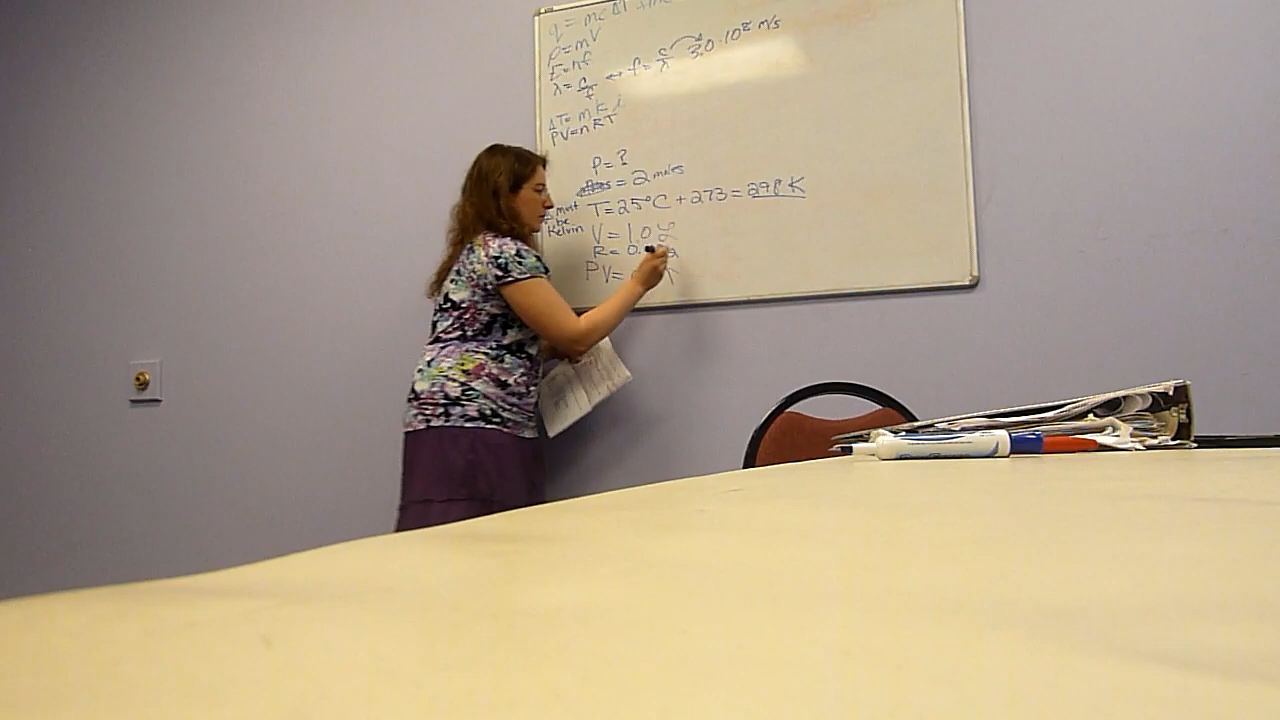 q = mcΔT
p = mV
E = hf
λ = c/f ↔ f = c/λ 3.0·10⁸ m/s
ΔT = m K i
PV = nRT
P = ?
= 2 moles
T = 25°C + 273 = 298 K
must be Kelvin
V = 1.0 L
R = 0.
PV =